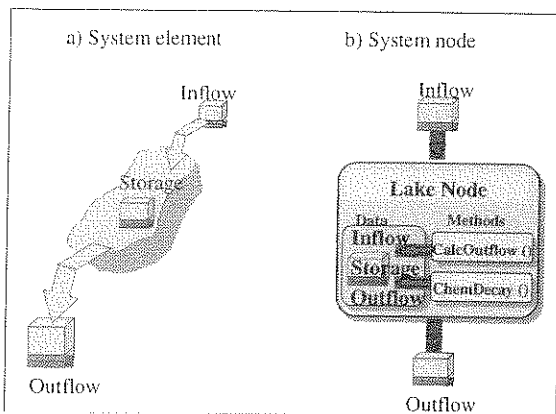 a) System element
b) System node
Inflow
Storage
Outflow
Inflow
Lake Node
Data
Methods
Inflow
Storage
Outflow
CalcOutflow ()
ChemDecay ()
Outflow